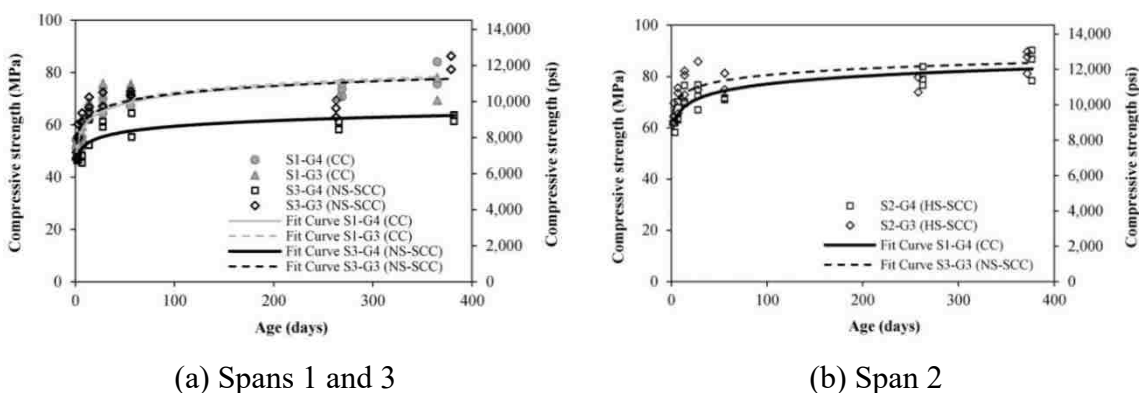 Compressive strength (MPa)
100
80
60
40
20
0
0
100
200
300
400
Age (days)
14,000
12,000
10,000
8,000
6,000
4,000
2,000
0
Compressive strength (psi)
S1-G4 (CC)
S1-G3 (CC)
S3-G4 (NS-SCC)
S3-G3 (NS-SCC)
Fit Curve S1-G4 (CC)
Fit Curve S1-G3 (CC)
Fit Curve S3-G4 (NS-SCC)
Fit Curve S3-G3 (NS-SCC)
(a) Spans 1 and 3
Compressive strength (MPa)
100
80
60
40
20
0
0
100
200
300
400
Age (days)
14,000
12,000
10,000
8,000
6,000
4,000
2,000
0
Compressive strength (psi)
S2-G4 (HS-SCC)
S2-G3 (HS-SCC)
Fit Curve S1-G4 (CC)
Fit Curve S3-G3 (NS-SCC)
(b) Span 2